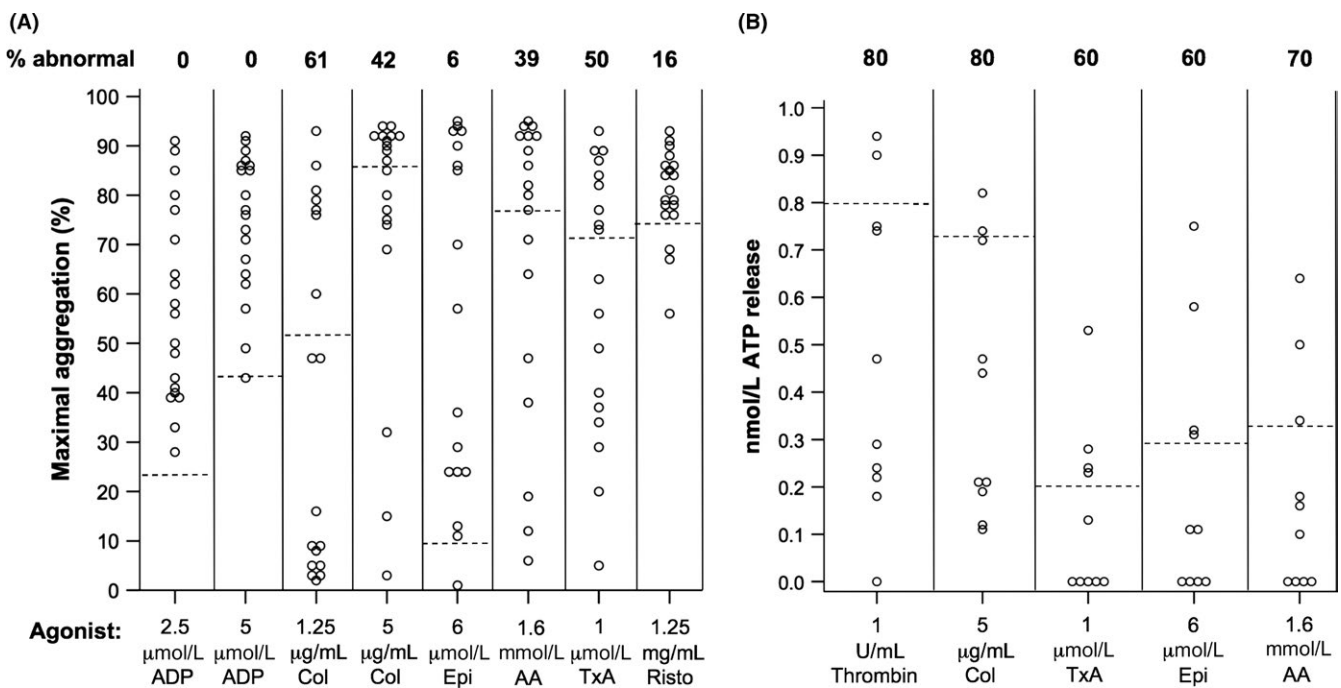 (A)
% abnormal 0 0 61 42 6 39 50 16
Maximal aggregation (%)
100
90
80
70
60
50
40
30
20
10
0
Agonist: 2.5 5 1.25 5 6 1.6 1 1.25
μmol/L μmol/L μg/mL μg/mL μmol/L mmol/L μmol/L mg/mL
ADP ADP Col Col Epi AA TxA Risto
(B)
80 80 60 60 70
nmol/L ATP release
1.0
0.9
0.8
0.7
0.6
0.5
0.4
0.3
0.2
0.1
0.0
1 5 1 6 1.6
U/mL μg/mL μmol/L μmol/L mmol/L
Thrombin Col TxA Epi AA